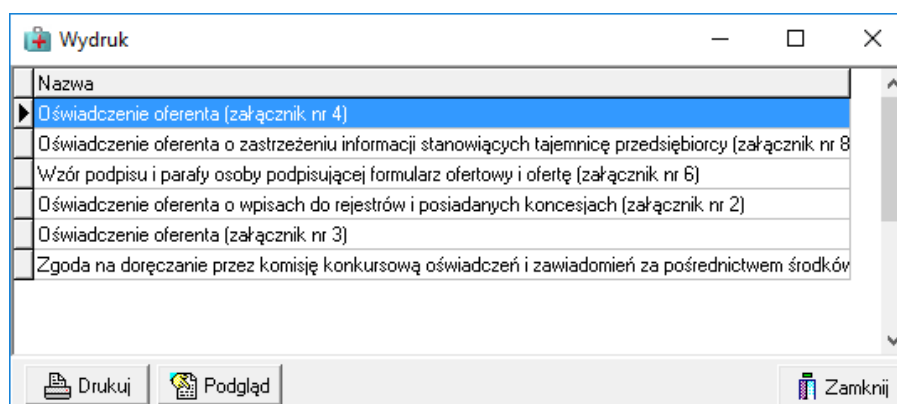 Wydruk
Nazwa
Oświadczenie oferenta (załącznik nr 4)
Oświadczenie oferenta o zastrzeżeniu informacji stanowiących tajemnicę przedsiębiorcy (załącznik nr 8
Wzór podpisu i parafy osoby podpisującej formularz ofertowy i ofertę (załącznik nr 6)
Oświadczenie oferenta o wpisach do rejestrów i posiadanych koncesjach (załącznik nr 2)
Oświadczenie oferenta (załącznik nr 3)
Zgoda na doręczanie przez komisję konkursową oświadczeń i zawiadomień za pośrednictwem środków
Drukuj Podgląd Zamknij